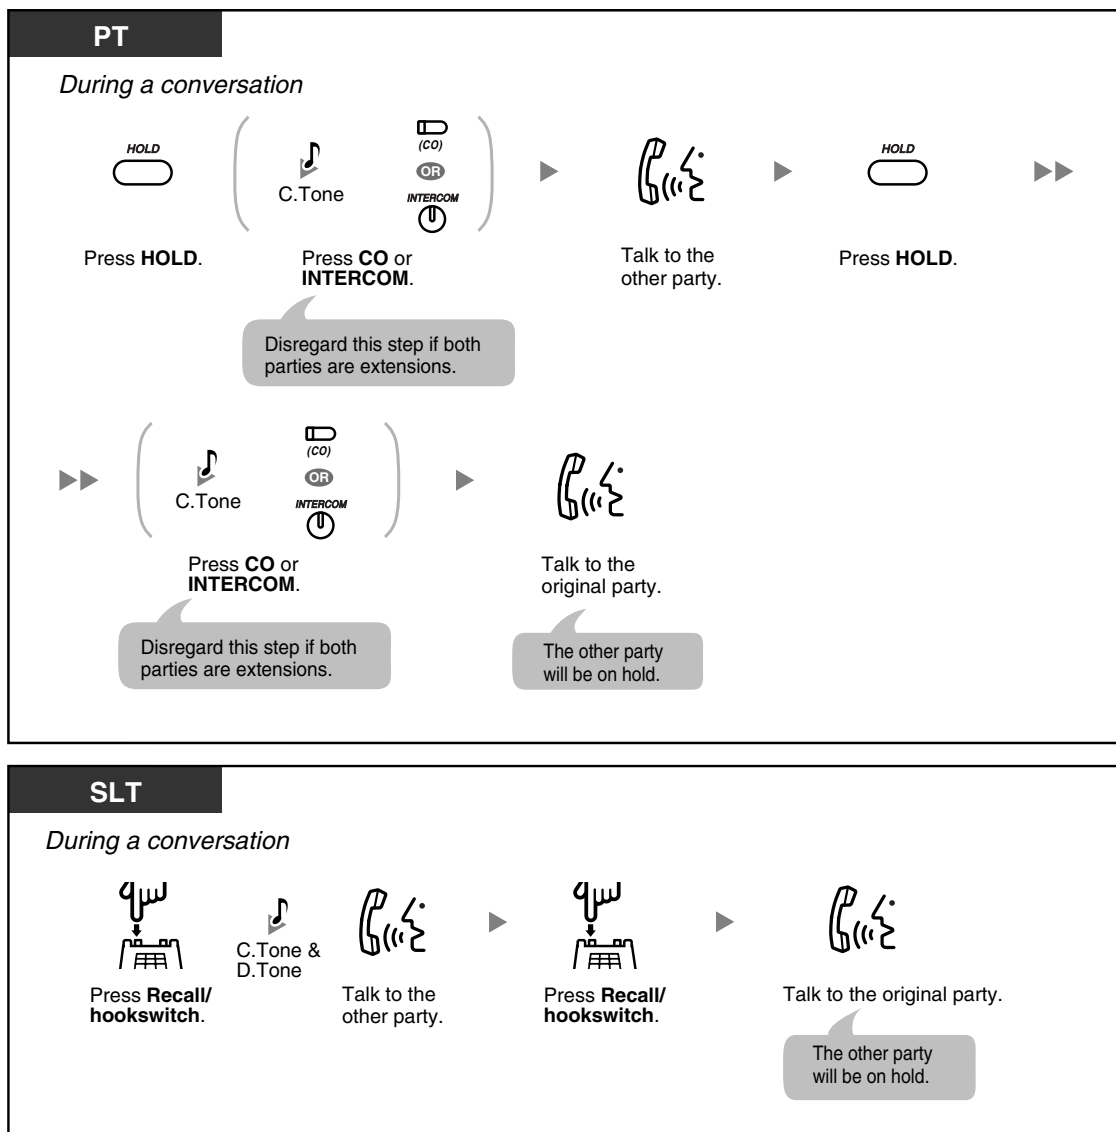 PT
During a conversation
HOLD
C.Tone
(CO)
OR
INTERCOM
HOLD
Press HOLD.
Press CO or
INTERCOM.
Talk to the
other party.
Press HOLD.
Disregard this step if both
parties are extensions.
C.Tone
(CO)
OR
INTERCOM
Press CO or
INTERCOM.
Talk to the
original party.
Disregard this step if both
parties are extensions.
The other party
will be on hold.
SLT
During a conversation
C.Tone &
D.Tone
Press Recall/
hookswitch.
Talk to the
other party.
Press Recall/
hookswitch.
Talk to the original party.
The other party
will be on hold.